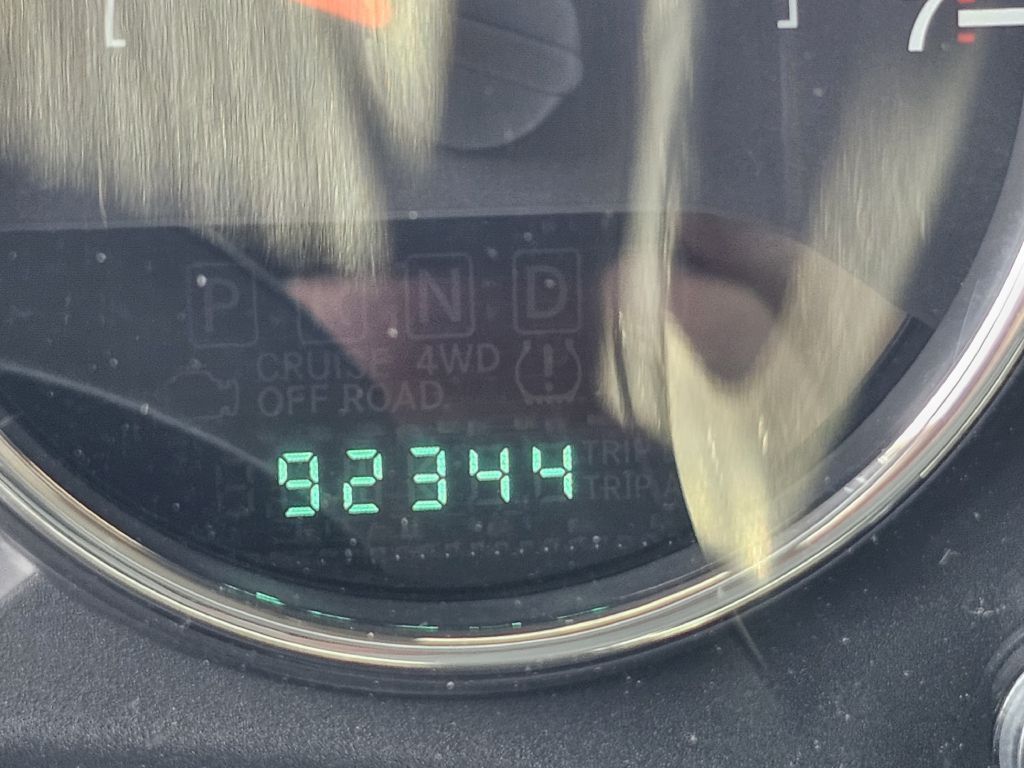 P N D
CRUISE 4WD
OFF ROAD
TRIP
92344
TRIP A